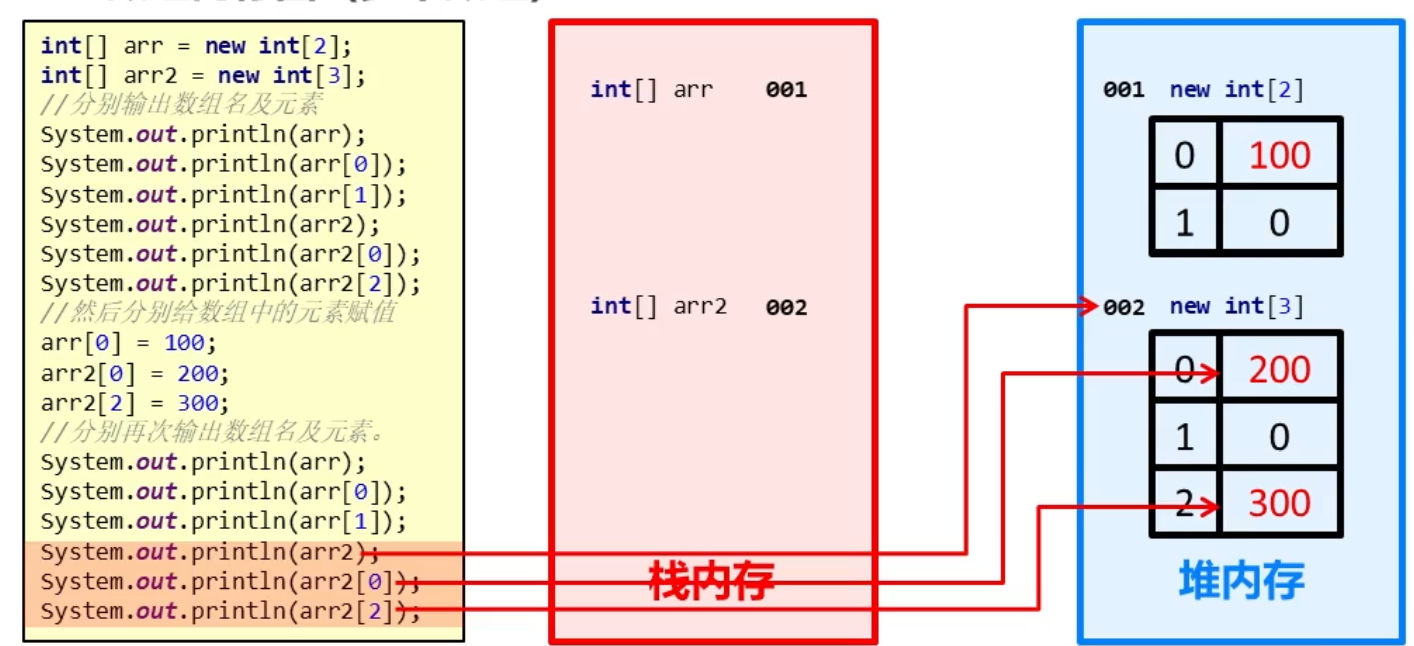 int[] arr = new int[2];
int[] arr2 = new int[3];
//分别输出数组名及元素
System.out.println(arr);
System.out.println(arr[0]);
System.out.println(arr[1]);
System.out.println(arr2);
System.out.println(arr2[0]);
System.out.println(arr2[2]);
//然后分别给数组中的元素赋值
arr[0] = 100;
arr2[0] = 200;
arr2[2] = 300;
//分别再次输出数组名及元素。
System.out.println(arr);
System.out.println(arr[0]);
System.out.println(arr[1]);
System.out.println(arr2);
System.out.println(arr2[0]);
System.out.println(arr2[2]);
int[] arr 001
int[] arr2 002
栈内存
001 new int[2]
0 100
1 0
002 new int[3]
0 200
1 0
2 300
堆内存